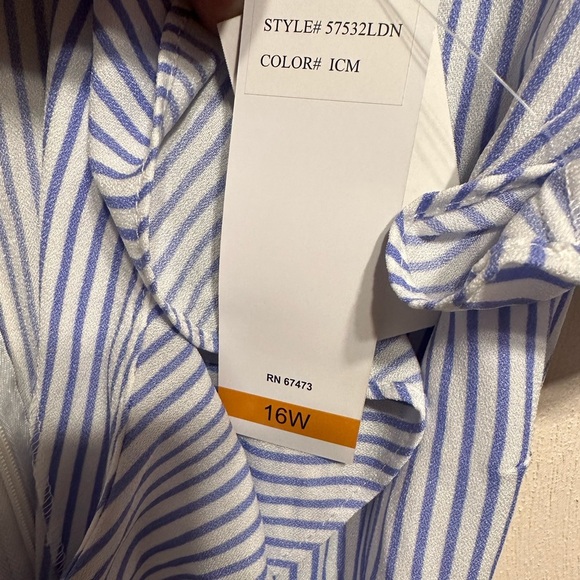 STYLE# 57532LDN
COLOR# ICM
RN 67473
16W